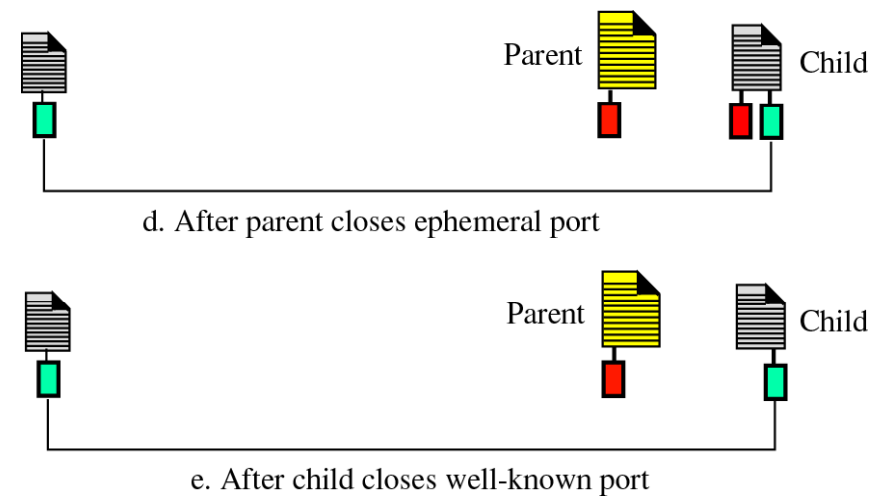 Parent
Child
d. After parent closes ephemeral port
Parent
Child
e. After child closes well-known port